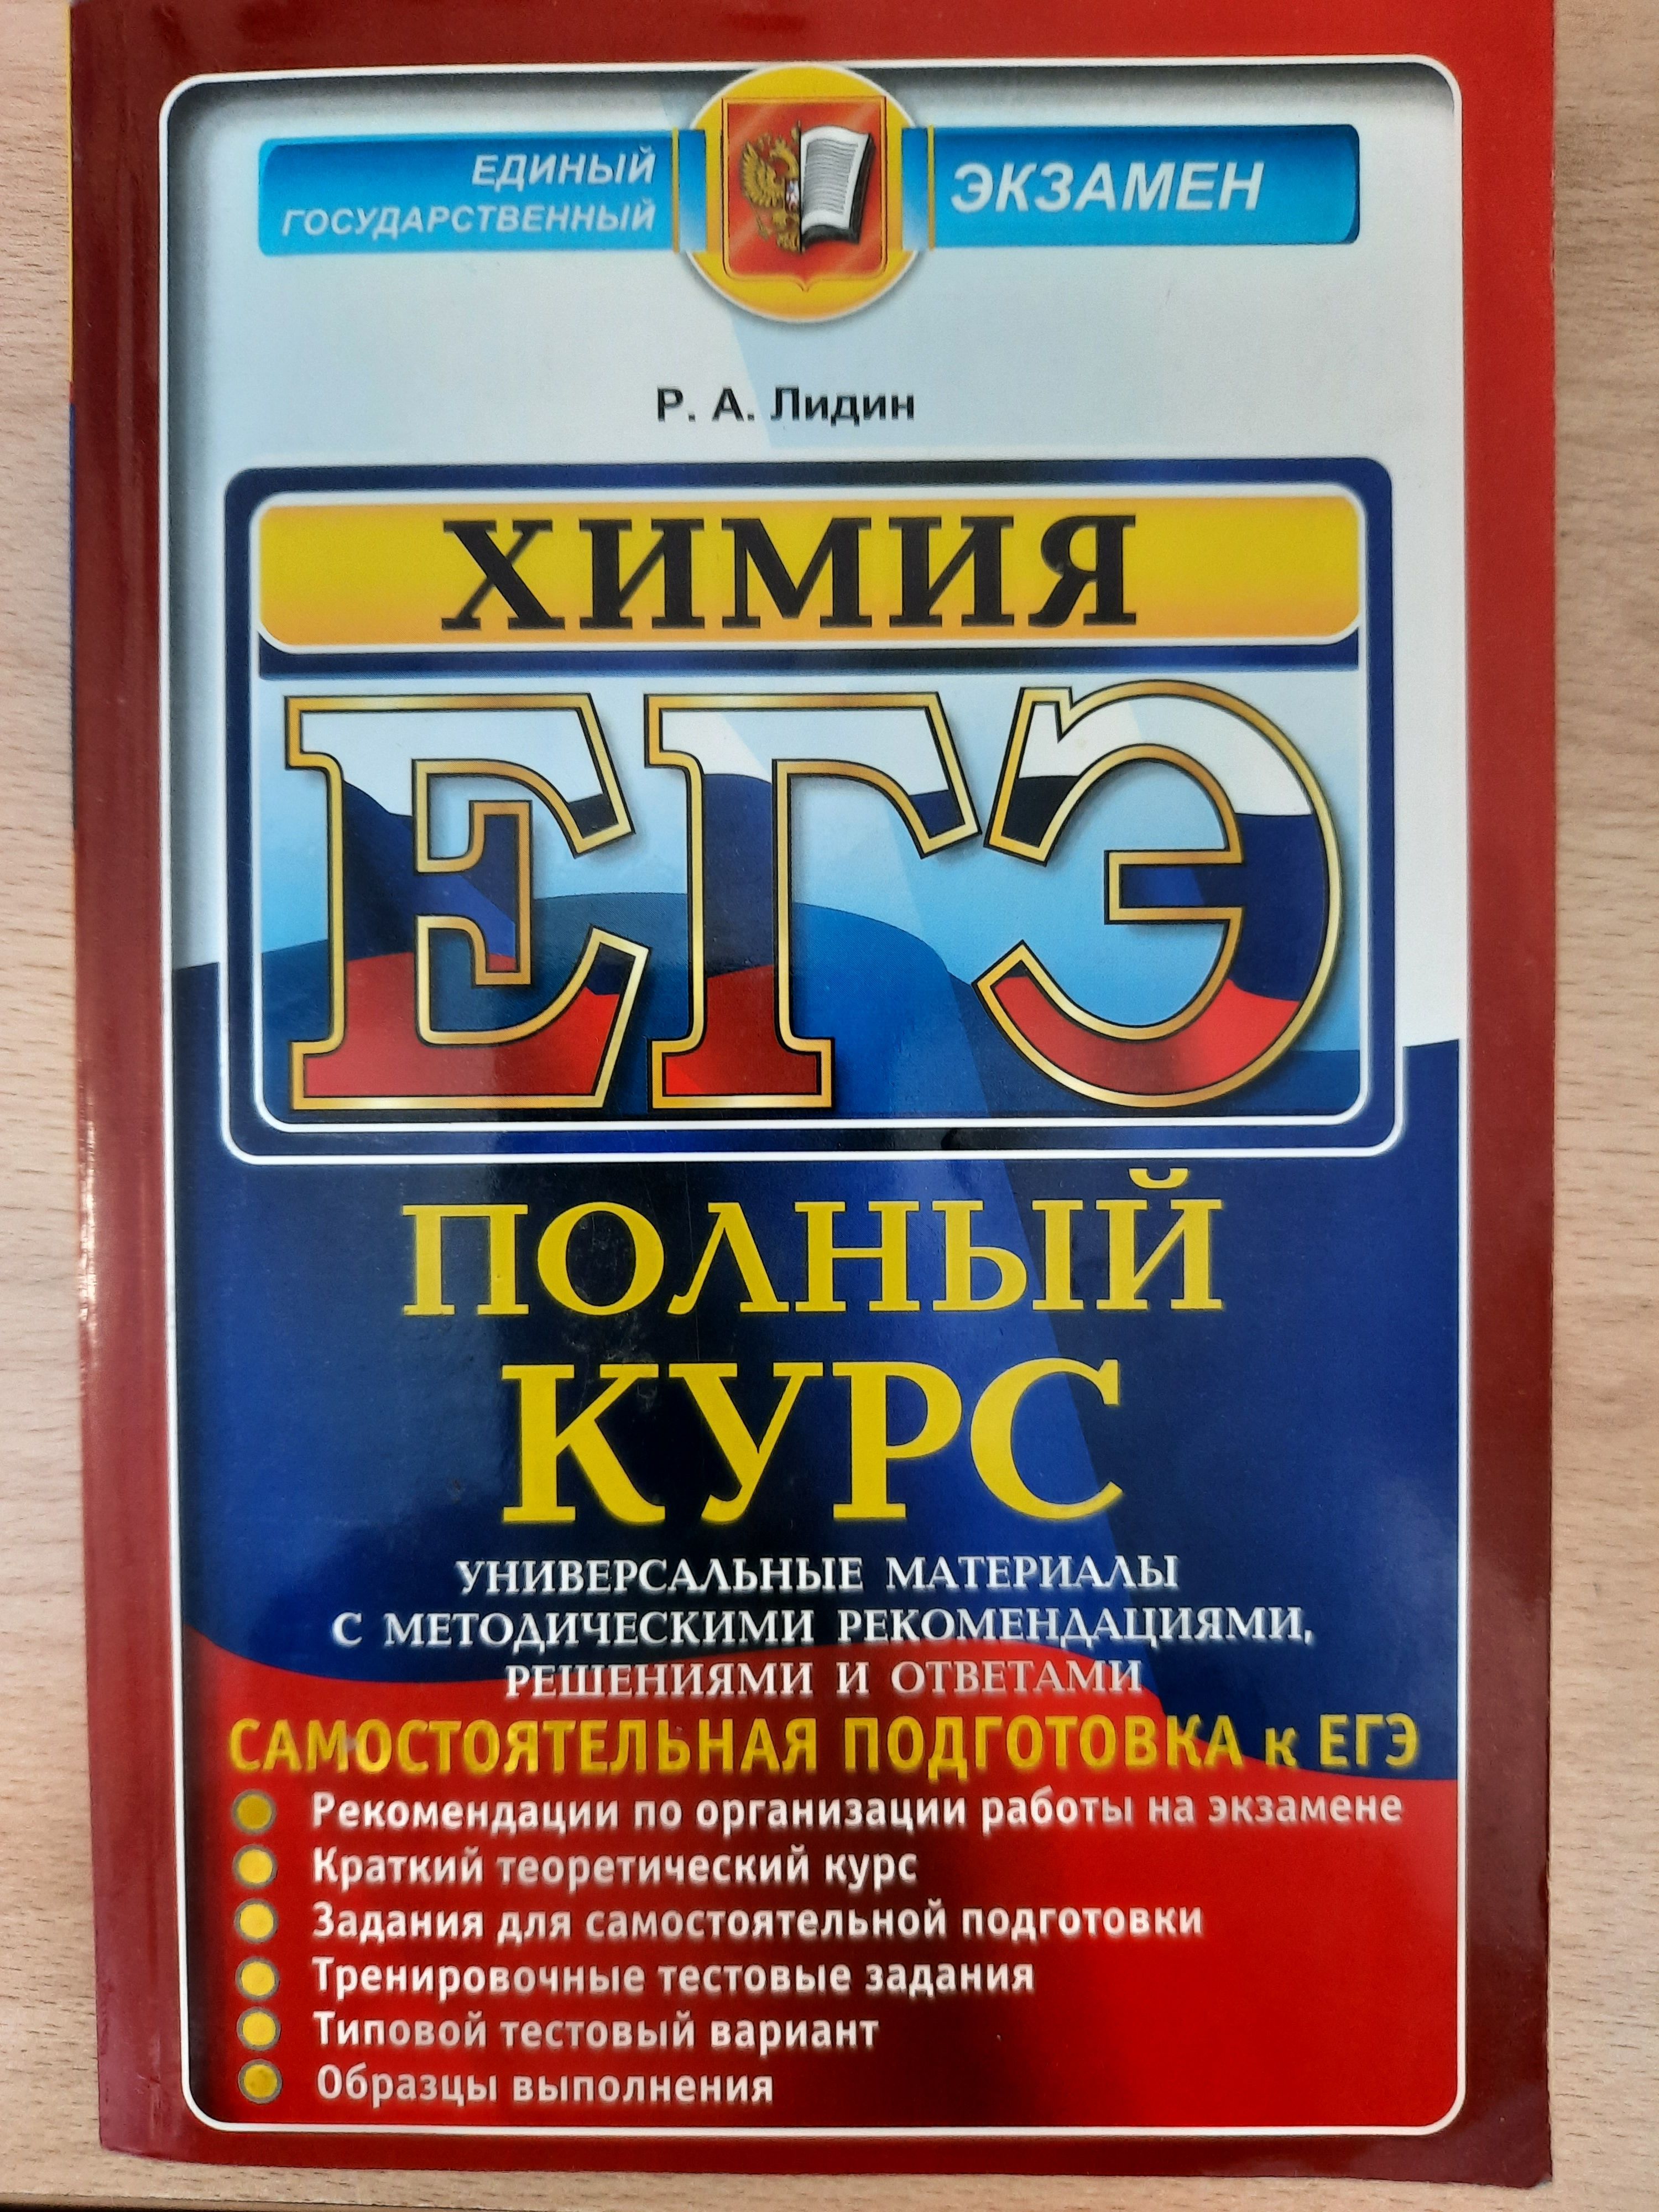 ЕДИНЫЙ
ГОСУДАРСТВЕННЫЙ
ЭКЗАМЕН
Р. А. Лидин
ХИМИЯ
ЕГЭ
ПОЛНЫЙ
КУРС
УНИВЕРСАЛЬНЫЕ МАТЕРИАЛЫ
С МЕТОДИЧЕСКИМИ РЕКОМЕНДАЦИЯМИ,
РЕШЕНИЯМИ И ОТВЕТАМИ
САМОСТОЯТЕЛЬНАЯ ПОДГОТОВКА к ЕГЭ
Рекомендации по организации работы на экзамене
Краткий теоретический курс
Задания для самостоятельной подготовки
Тренировочные тестовые задания
Типовой тестовый вариант
Образцы выполнения